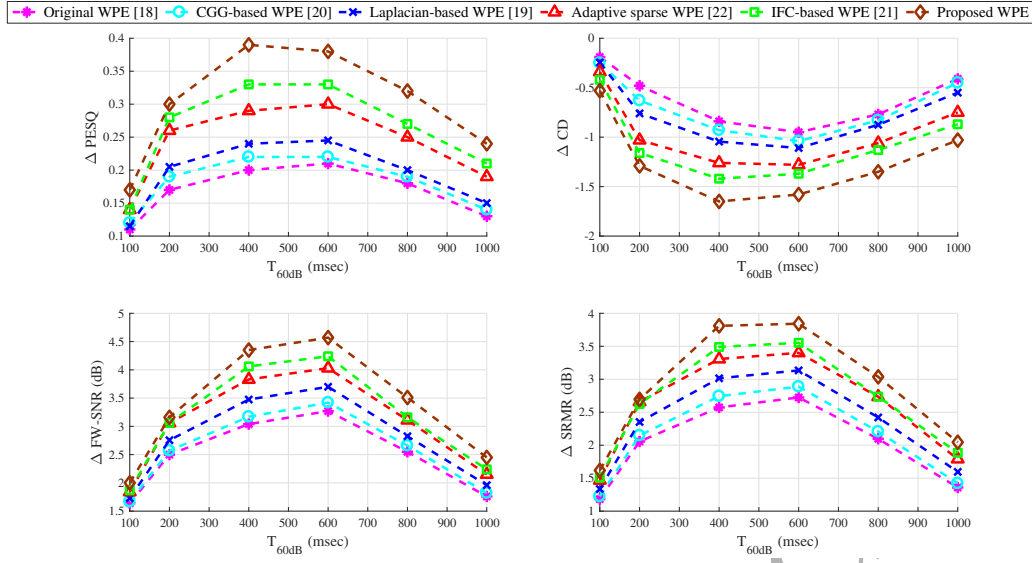 Original WPE [18] CGG-based WPE [20] Laplacian-based WPE [19] Adaptive sparse WPE [22] IFC-based WPE [21] Proposed WPE
Δ PESQ
0.4
0.35
0.3
0.25
0.2
0.15
0.1
100 200 300 400 500 600 700 800 900 1000
T60dB (msec)
Δ CD
0
-0.5
-1
-1.5
-2
100 200 300 400 500 600 700 800 900 1000
T60dB (msec)
Δ FW-SNR (dB)
5
4.5
4
3.5
3
2.5
2
1.5
100 200 300 400 500 600 700 800 900 1000
T60dB (msec)
Δ SRMR (dB)
4
3.5
3
2.5
2
1.5
1
100 200 300 400 500 600 700 800 900 1000
T60dB (msec)